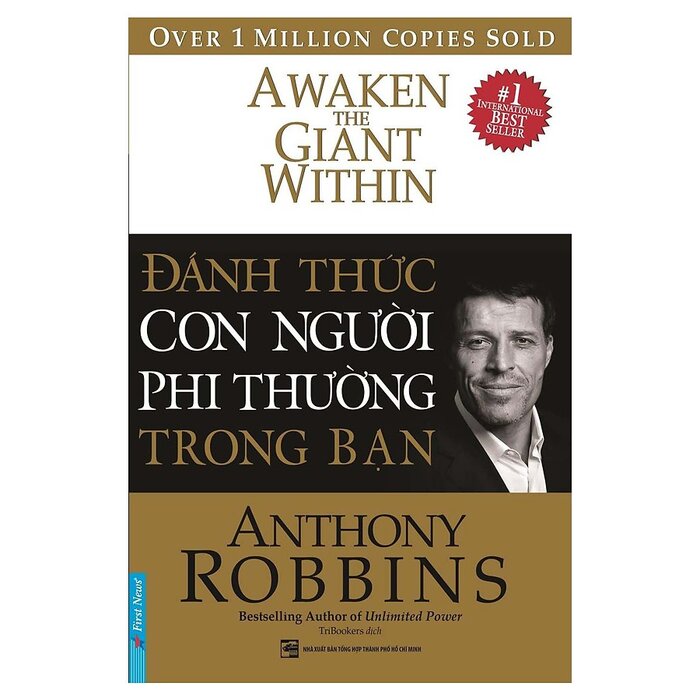 OVER 1 MILLION COPIES SOLD
AWAKEN
THE
GIANT
WITHIN
#1
INTERNATIONAL
BEST
SELLER
ĐÁNH THỨC
CON NGƯỜI
PHI THƯỜNG
TRONG BẠN
ANTHONY
ROBBINS
Bestselling Author of Unlimited Power
TriBookers dịch
First News
NHÀ XUẤT BẢN TỔNG HỢP THÀNH PHỐ HỒ CHÍ MINH